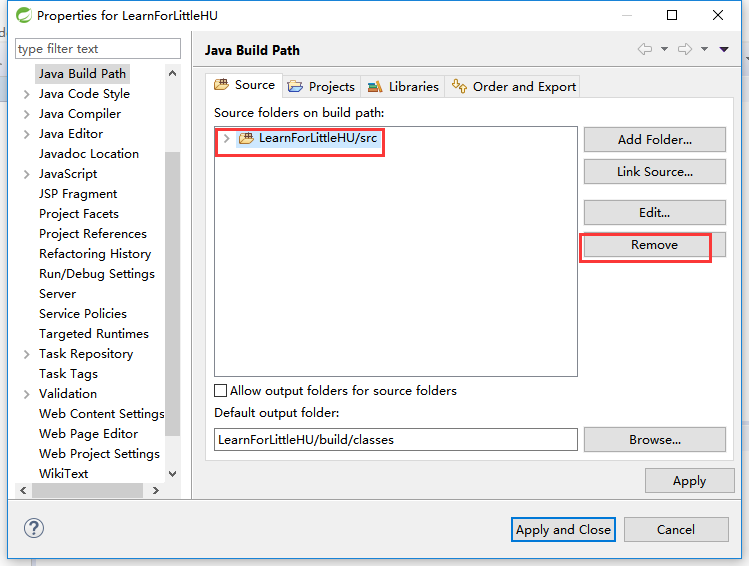 Properties for LearnForLittleHU
type filter text
Java Build Path
Java Code Style
Java Compiler
Java Editor
Javadoc Location
JavaScript
JSP Fragment
Project Facets
Project References
Refactoring History
Run/Debug Settings
Server
Service Policies
Targeted Runtimes
Task Repository
Task Tags
Validation
Web Content Settings
Web Page Editor
Web Project Settings
WikiText
Java Build Path
Source Projects Libraries Order and Export
Source folders on build path:
LearnForLittleHU/src
Add Folder...
Link Source...
Edit...
Remove
Allow output folders for source folders
Default output folder:
LearnForLittleHU/build/classes
Browse...
Apply
Apply and Close Cancel